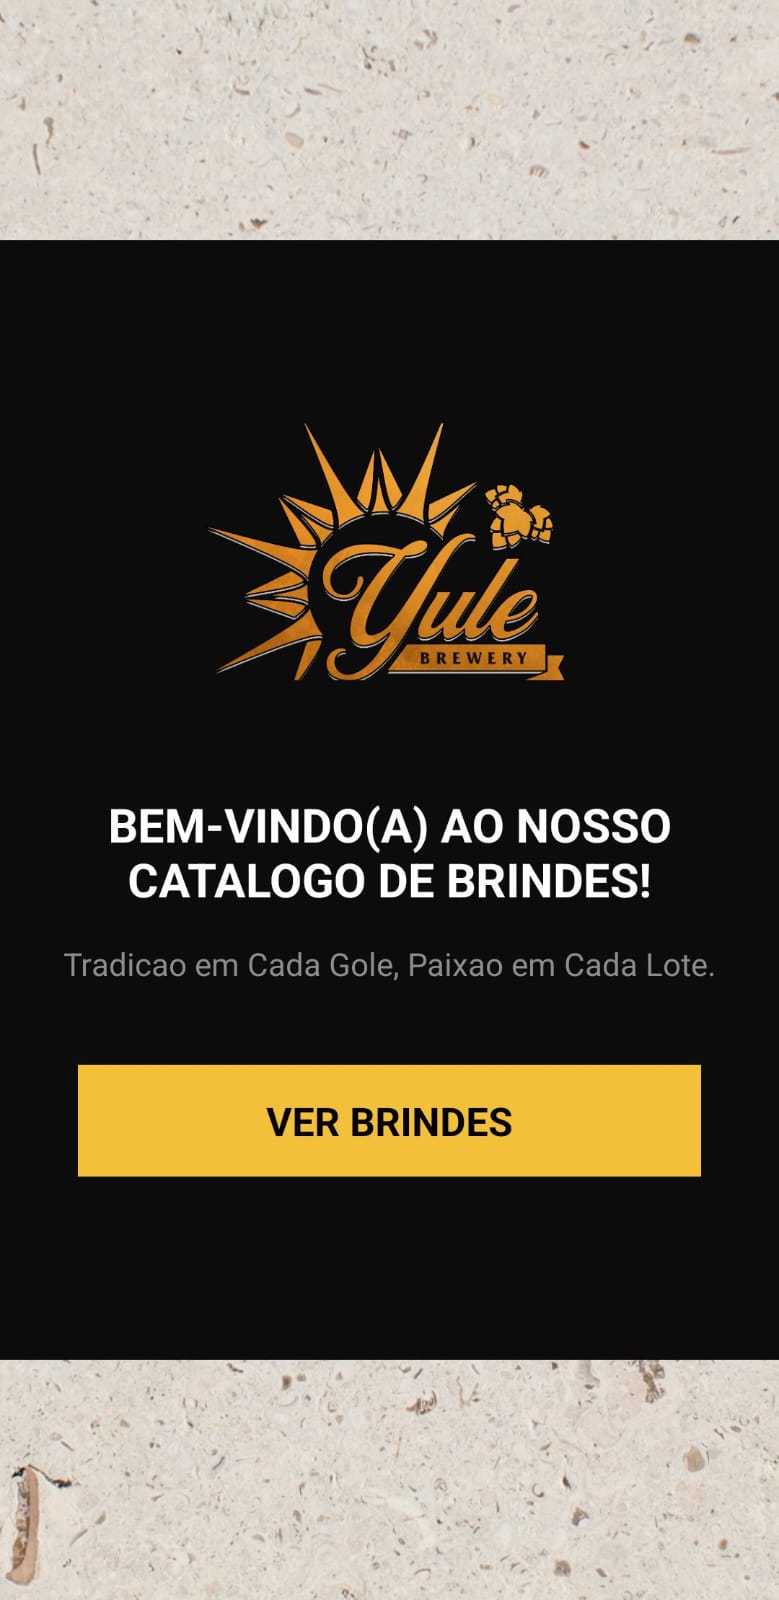 Yule
BREWERY
BEM-VINDO(A) AO NOSSO
CATALOGO DE BRINDES!
Tradicao em Cada Gole, Paixao em Cada Lote.
VER BRINDES